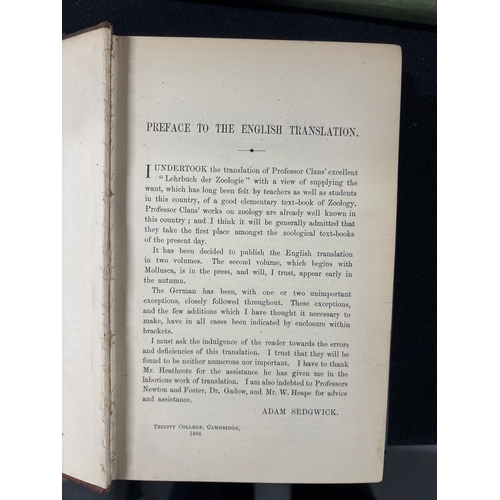 PREFACE TO THE ENGLISH TRANSLATION.
I UNDERTOOK the translation of Professor Claus' excellent
"Lehrbuch der Zoologie" with a view of supplying the
want, which has long been felt by teachers as well as students
in this country, of a good elementary text-book of Zoology.
Professor Claus' works on zoology are already well known in
this country; and I think it will be generally admitted that
they take the first place amongst the zoological text-books
of the present day.
It has been decided to publish the English translation
in two volumes. The second volume, which begins with
Mollusca, is in the press, and will, I trust, appear early in
the autumn.
The German has been, with one or two unimportant
exceptions, closely followed throughout. These exceptions,
and the few additions which I have thought it necessary to
make, have in all cases been indicated by enclosure within
brackets.
I must ask the indulgence of the reader towards the errors
and deficiencies of this translation. I trust that they will be
found to be neither numerous nor important. I have to thank
Mr. Heathcote for the assistance he has given me in the
laborious work of translation. I am also indebted to Professors
Newton and Foster, Dr. Gadow, and Mr. W. Heape for advice
and assistance.
ADAM SEDGWICK.
TRINITY COLLEGE, CAMBRIDGE,
1884.